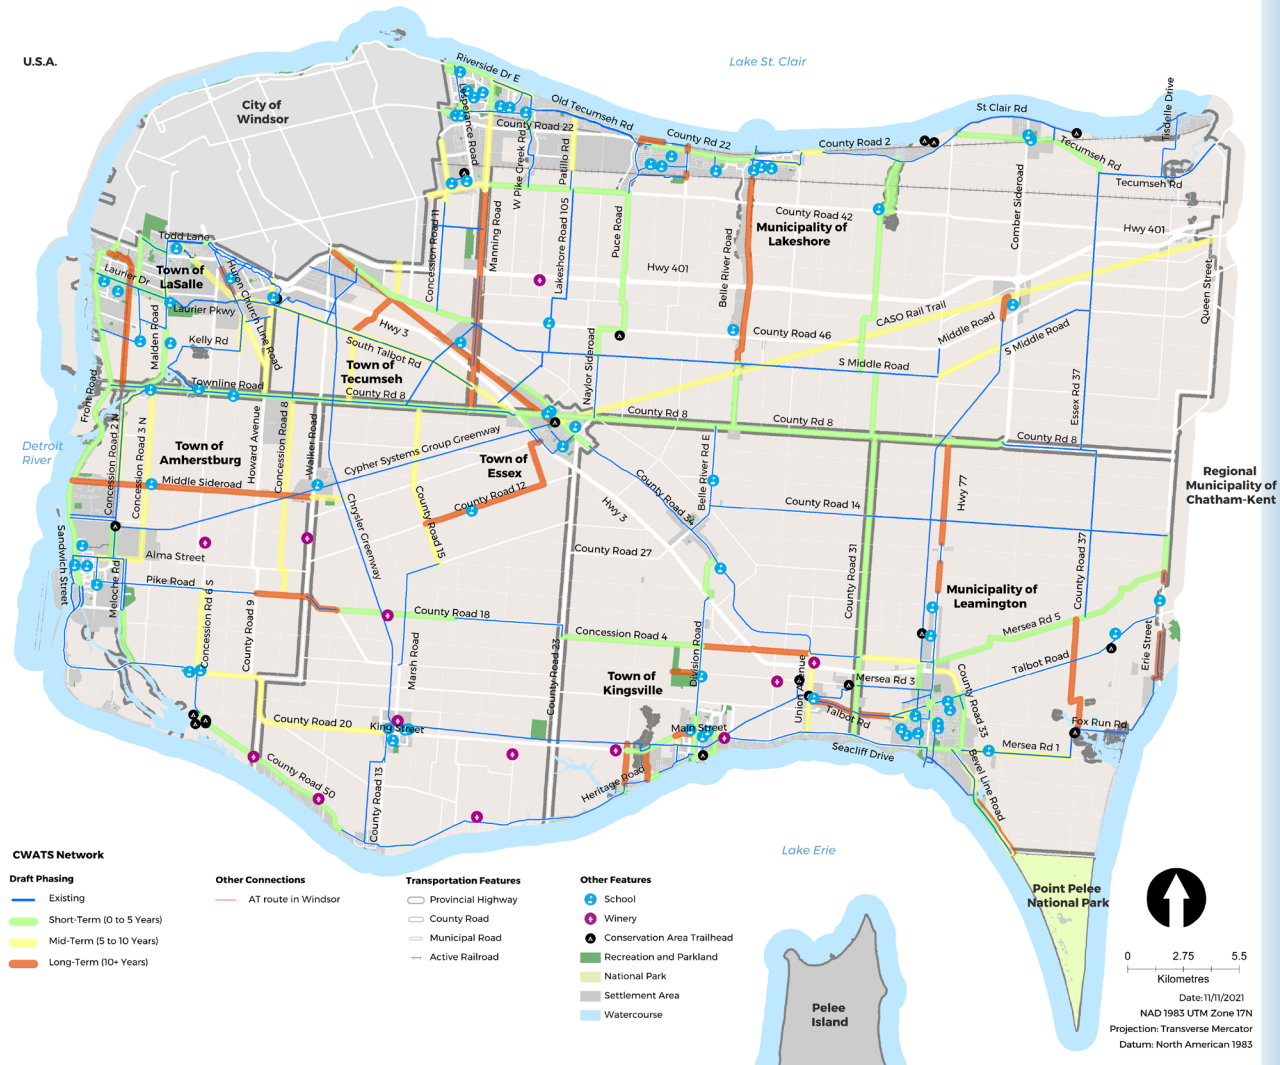 U.S.A.
Lake St. Clair
City of
Windsor
Riverside Dr E
Lesperance Road
Old Tecumseh Rd
County Road 22
County Rd 22
County Road 2
St Clair Rd
Tisdelle Drive
Tecumseh Rd
Tecumseh Rd
W Pike Creek Rd
Patillo Rd
Manning Road
Concession Road 11
Lakeshore Road 105
Puce Road
Belle River Road
County Road 42
Municipality of
Lakeshore
Comber Sideroad
Hwy 401
Hwy 401
Queen Street
Todd Lane
Town of
LaSalle
Laurier Dr
Huron Church Line Road
Laurier Pkwy
Malden Road
Kelly Rd
Front Road
Townline Road
Hwy 3
South Talbot Rd
Town of
Tecumseh
County Rd 8
Naylor Sideroad
County Road 46
CASO Rail Trail
Middle Road
S Middle Road
S Middle Road
Essex Rd 37
County Rd 8
County Rd 8
County Rd 8
Detroit
River
Concession Road 2 N
Concession Road 3 N
Town of
Amherstburg
Howard Avenue
Concession Road 8
Walker Road
Cypher Systems Group Greenway
Town of
Essex
Middle Sideroad
County Road 12
County Road 15
Chrysler Greenway
Hwy 3
County Road 34
Belle River Rd E
County Road 14
Hwy 77
Regional
Municipality of
Chatham-Kent
Sandwich Street
Alma Street
Meloche Rd
Pike Road
Concession Rd 6 S
County Road 9
County Road 18
Marsh Road
County Road 27
County Road 23
Concession Road 4
Division Road
County Road 31
Municipality of
Leamington
County Road 37
Mersea Rd 5
Talbot Road
Erie Street
Town of
Kingsville
Union Avenue
Mersea Rd 3
Talbot Rd
County Road 33
Fox Run Rd
Mersea Rd 1
County Road 20
King Street
Main Street
Seacliff Drive
Bevel Line Road
County Road 50
County Road 13
Heritage Road
Lake Erie
Point Pelee
National Park
Pelee
Island
CWATS Network
Draft Phasing
Existing
Short-Term (0 to 5 Years)
Mid-Term (5 to 10 Years)
Long-Term (10+ Years)
Other Connections
AT route in Windsor
Transportation Features
Provincial Highway
County Road
Municipal Road
Active Railroad
Other Features
School
Winery
Conservation Area Trailhead
Recreation and Parkland
National Park
Settlement Area
Watercourse
0 2.75 5.5
Kilometres
Date: 11/11/2021
NAD 1983 UTM Zone 17N
Projection: Transverse Mercator
Datum: North American 1983